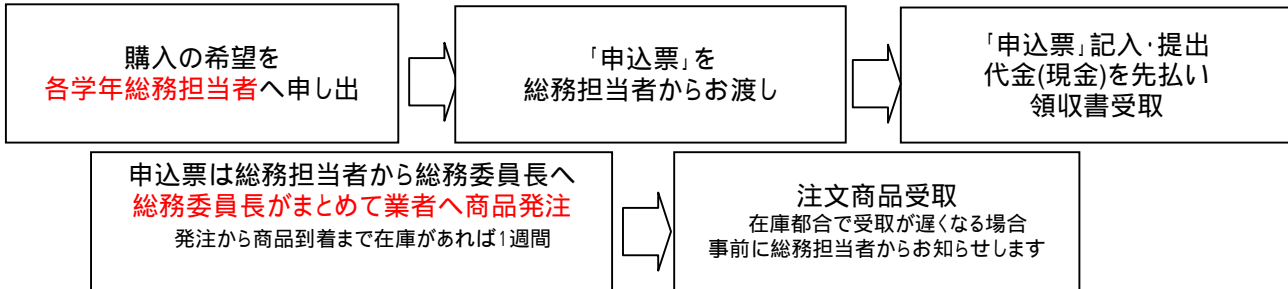 購入の希望を
各学年総務担当者へ申し出
「申込票」を
総務担当者からお渡し
「申込票」記入・提出
代金(現金)を先払い
領収書受取
申込票は総務担当者から総務委員長へ
総務委員長がまとめて業者へ商品発注
発注から商品到着まで在庫があれば1週間
注文商品受取
在庫都合で受取が遅くなる場合
事前に総務担当者からお知らせします